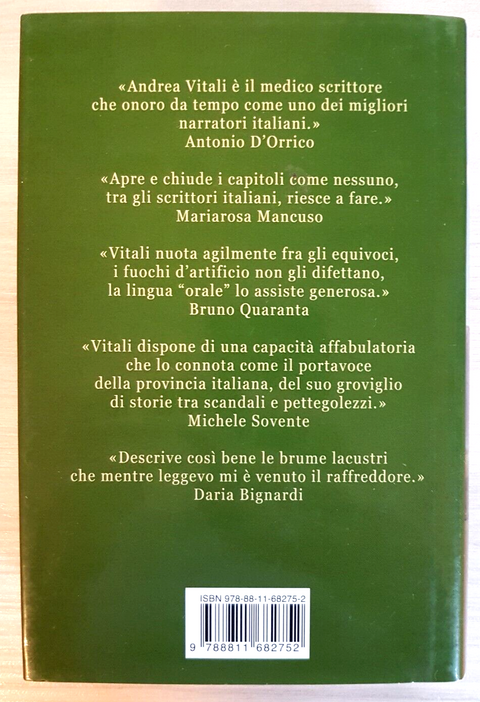 «Andrea Vitali è il medico scrittore
che onoro da tempo come uno dei migliori
narratori italiani.»
Antonio D'Orrico
«Apre e chiude i capitoli come nessuno,
tra gli scrittori italiani, riesce a fare.»
Mariarosa Mancuso
«Vitali nuota agilmente fra gli equivoci,
i fuochi d'artificio non gli difettano,
la lingua “orale” lo assiste generosa.»
Bruno Quaranta
«Vitali dispone di una capacità affabulatoria
che lo connota come il portavoce
della provincia italiana, del suo groviglio
di storie tra scandali e pettegolezzi.»
Michele Sovente
«Descrive così bene le brume lacustri
che mentre leggevo mi è venuto il raffreddore.»
Daria Bignardi
ISBN 978-88-11-68275-2
9 788811 682752